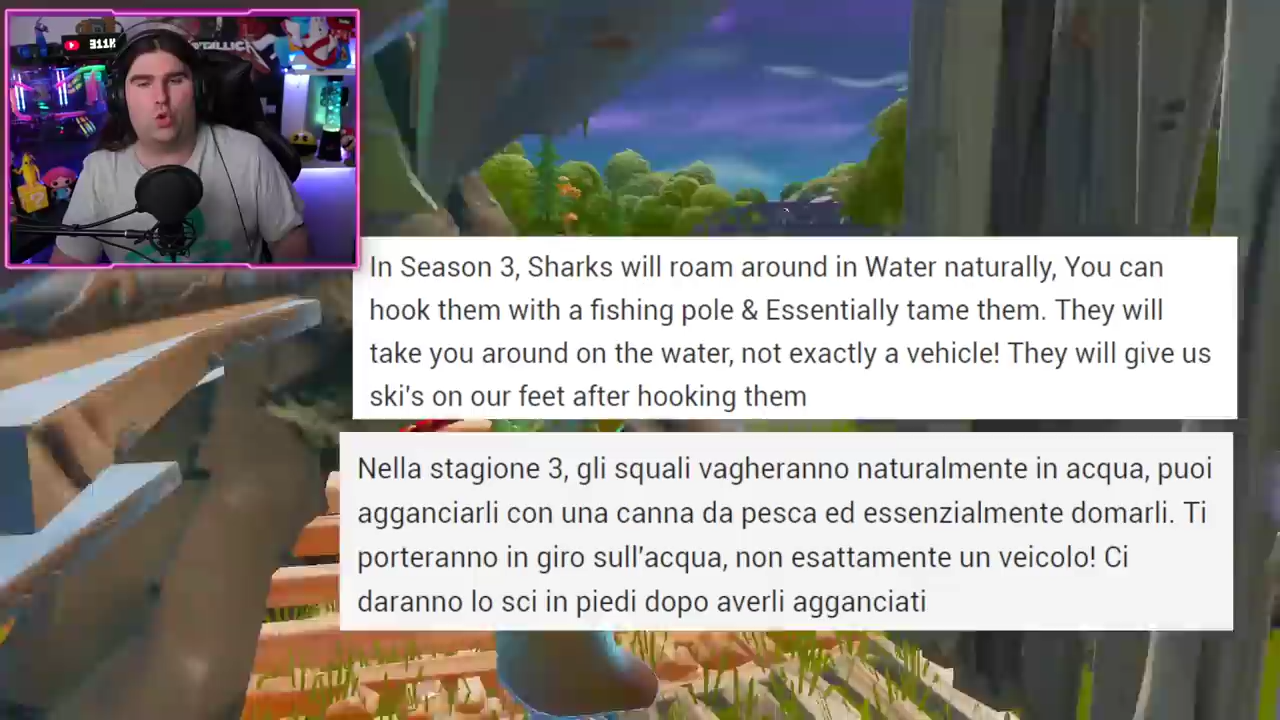 311K
METALLICA
In Season 3, Sharks will roam around in Water naturally, You can
hook them with a fishing pole & Essentially tame them. They will
take you around on the water, not exactly a vehicle! They will give us
ski's on our feet after hooking them
Nella stagione 3, gli squali vagheranno naturalmente in acqua, puoi
agganciarli con una canna da pesca ed essenzialmente domarli. Ti
porteranno in giro sull'acqua, non esattamente un veicolo! Ci
daranno lo sci in piedi dopo averli agganciati